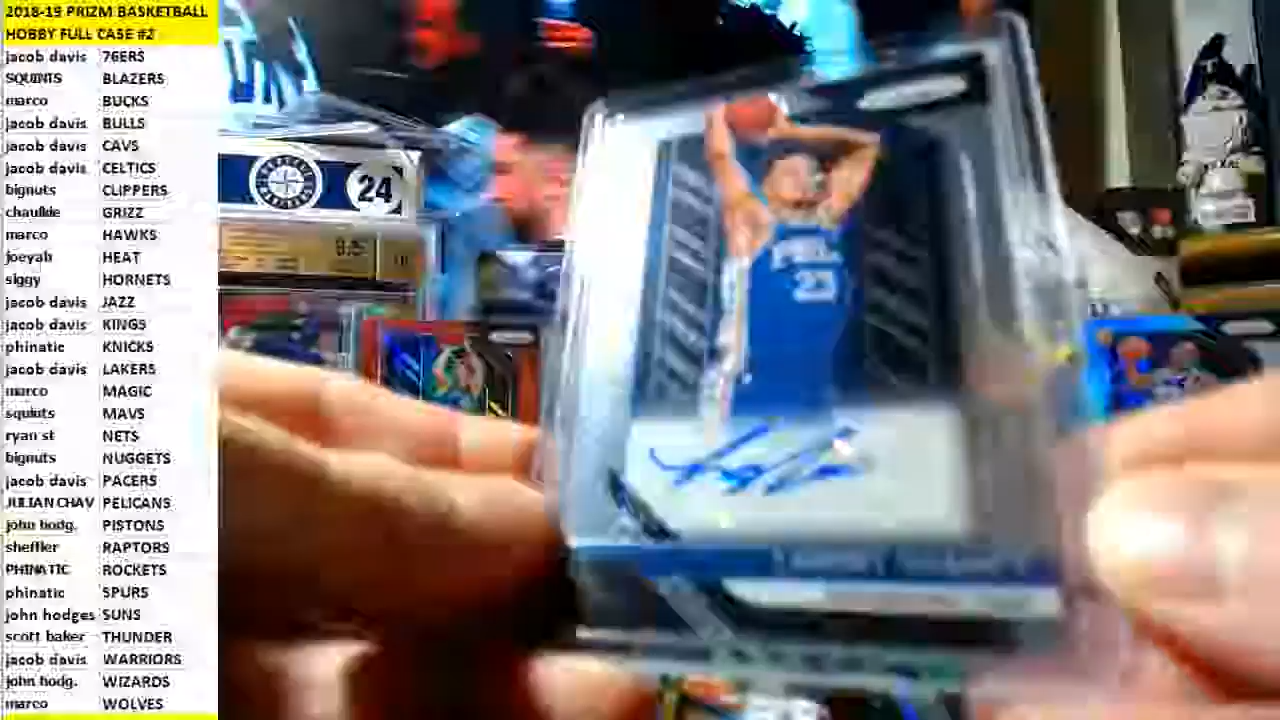 2018-19 PRIZM BASKETBALL
HOBBY FULL CASE #2
jacob davis 76ERS
SQUINTS BLAZERS
marco BUCKS
jacob davis BULLS
jacob davis CAVS
jacob davis CELTICS
bignuts CLIPPERS
GRIZZ
marco HAWKS
joeyah HEAT
siggy HORNETS
jacob davis JAZZ
jacob davis KINGS
phinatic KNICKS
jacob davis LAKERS
marco MAGIC
squints MAVS
ryan st NETS
bignuts NUGGETS
jacob davis PACERS
JULIAN CHAV PELICANS
john hodg. PISTONS
sheffler RAPTORS
PHINATIC ROCKETS
phinatic SPURS
john hodges SUNS
scott baker THUNDER
jacob davis WARRIORS
john hodg. WIZARDS
marco WOLVES
24
PHILA
23